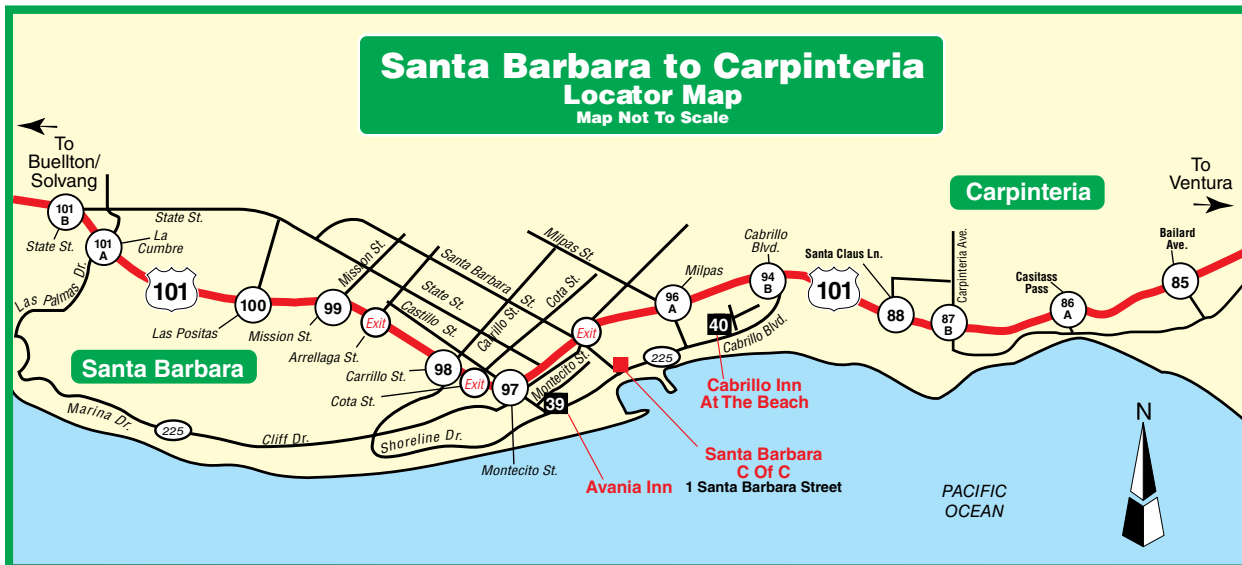 Santa Barbara to Carpinteria
Locator Map
Map Not To Scale
To
Buellton/
Solvang
To
Ventura
Carpinteria
Santa Barbara
101
B
State St.
101
A
La
Cumbre
State St.
Las Palmas Dr.
101
100
Las Positas
99
Mission St.
Mission St.
Exit
Arrellaga St.
98
Carrillo St.
Exit
Cota St.
97
Montecito St.
Santa Barbara St.
State St.
Castillo St.
Carrillo St.
Cota St.
Milpas St.
Exit
Montecito St.
96
A
Milpas
Cabrillo
Blvd.
94
B
101
Santa Claus Ln.
88
Carpinteria Ave.
87
B
Casitass
Pass
86
A
Bailard
Ave.
85
39
40
Cabrillo Blvd.
225
Cabrillo Inn
At The Beach
Santa Barbara
C Of C
1 Santa Barbara Street
Avania Inn
Marina Dr.
225
Cliff Dr.
Shoreline Dr.
PACIFIC
OCEAN
N